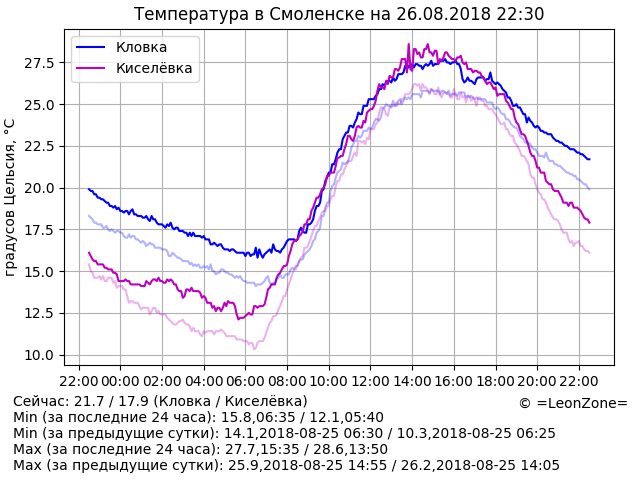 Температура в Смоленске на 26.08.2018 22:30
Кловка
Киселёвка
градусов Цельсия, °C
27.5
25.0
22.5
20.0
17.5
15.0
12.5
10.0
22:00 00:00 02:00 04:00 06:00 08:00 10:00 12:00 14:00 16:00 18:00 20:00 22:00
Сейчас: 21.7 / 17.9 (Кловка / Киселёвка)
© =LeonZone=
Min (за последние 24 часа): 15.8,06:35 / 12.1,05:40
Min (за предыдущие сутки): 14.1,2018-08-25 06:30 / 10.3,2018-08-25 06:25
Max (за последние 24 часа): 27.7,15:35 / 28.6,13:50
Max (за предыдущие сутки): 25.9,2018-08-25 14:55 / 26.2,2018-08-25 14:05